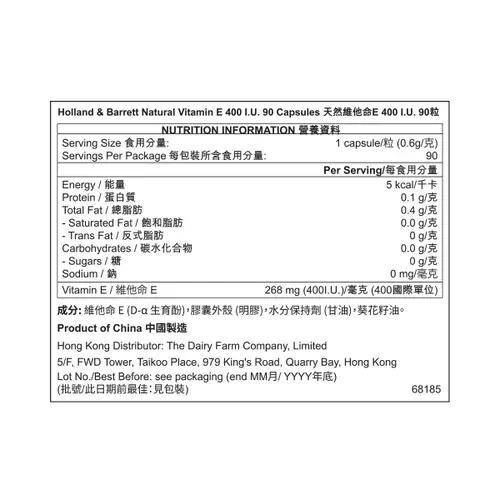 Holland & Barrett Natural Vitamin E 400 I.U. 90 Capsules 天然維他命E 400 I.U. 90粒
NUTRITION INFORMATION 營養資料
Serving Size 食用分量: 1 capsule/粒 (0.6g/克)
Servings Per Package 每包裝所含食用分量: 90
Per Serving/每食用分量
Energy / 能量 5 kcal/千卡
Protein / 蛋白質 0.1 g/克
Total Fat / 總脂肪 0.4 g/克
- Saturated Fat / 飽和脂肪 0.0 g/克
- Trans Fat / 反式脂肪 0 g/克
Carbohydrates / 碳水化合物 0.0 g/克
- Sugars / 糖 0 g/克
Sodium / 鈉 0 mg/毫克
Vitamin E / 維他命 E 268 mg (400I.U.)/毫克 (400國際單位)
成分: 維他命 E (D-α 生育酚),膠囊外殼 (明膠),水分保持劑 (甘油),葵花籽油。
Product of China 中國製造
Hong Kong Distributor: The Dairy Farm Company, Limited
5/F, FWD Tower, Taikoo Place, 979 King's Road, Quarry Bay, Hong Kong
Lot No./Best Before: see packaging (end MM月/ YYYY年底)
(批號/此日期前最佳：見包裝) 68185